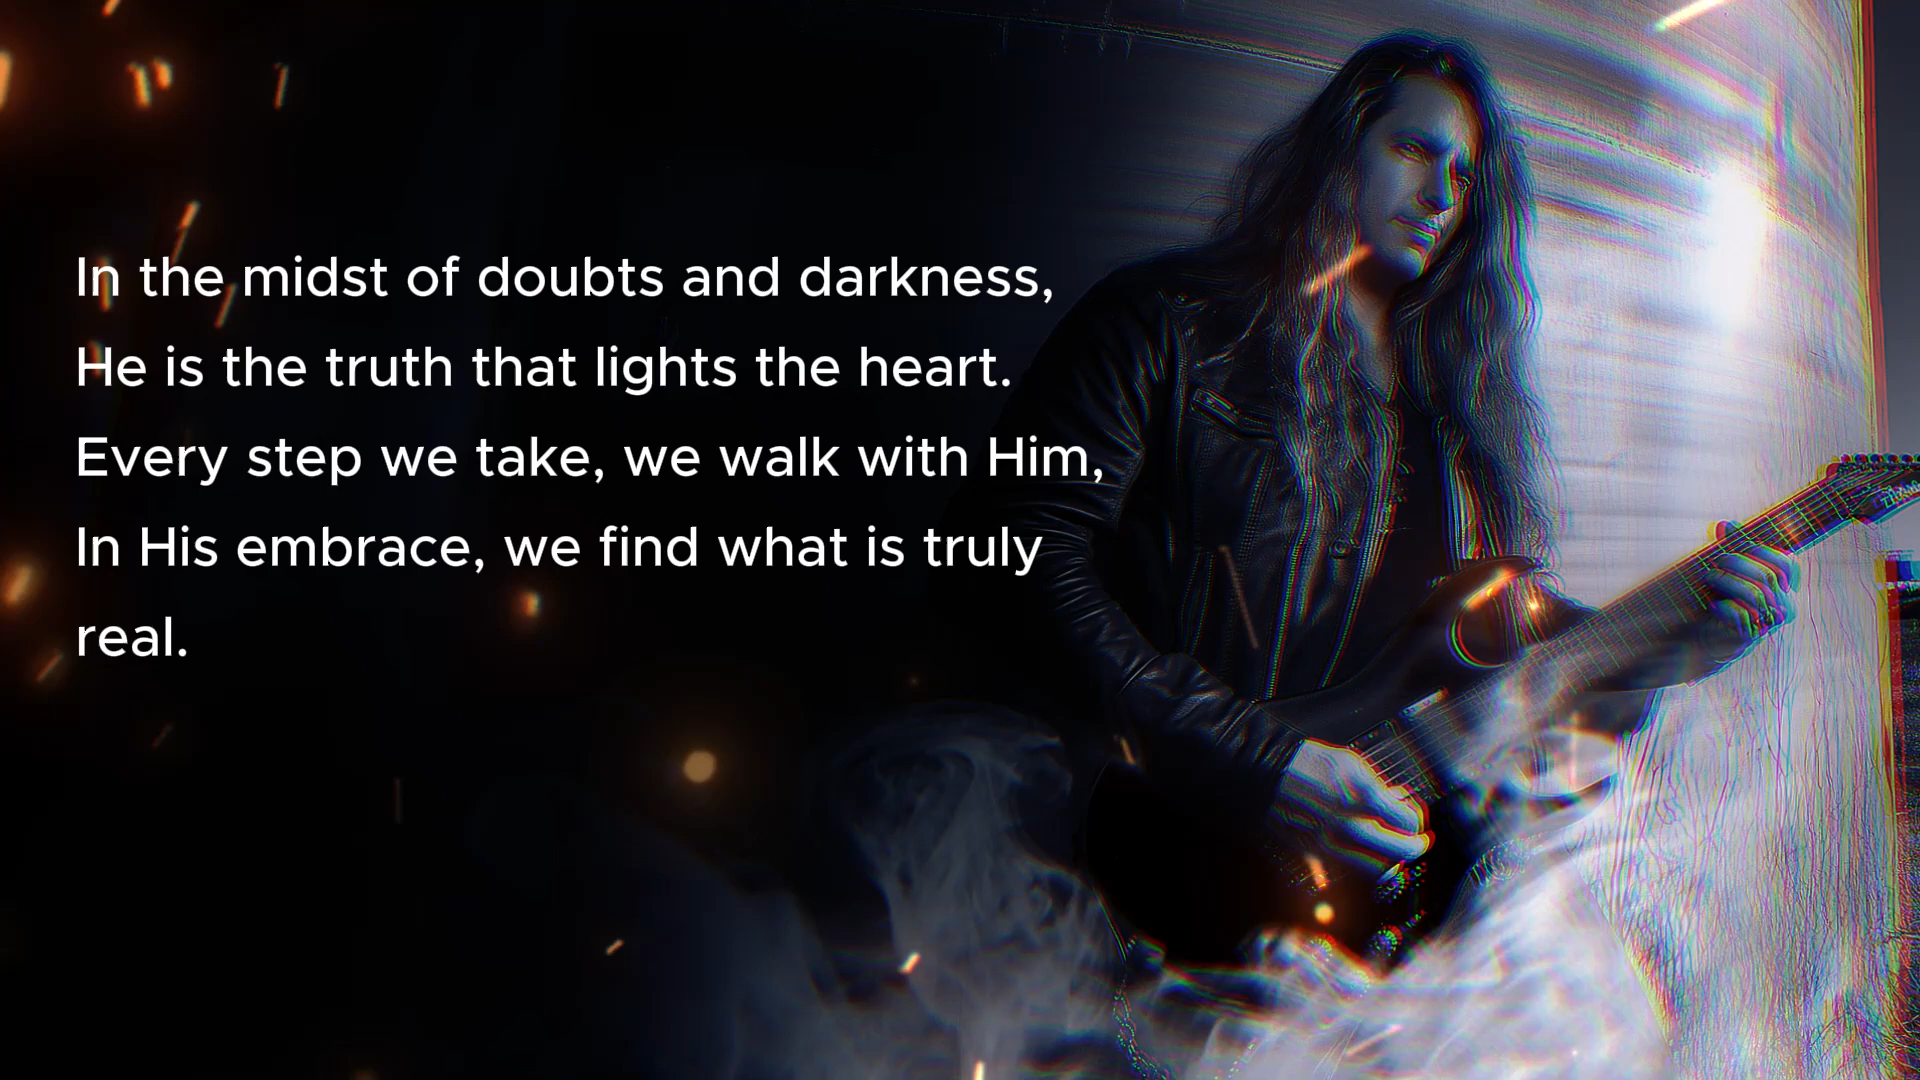 In the midst of doubts and darkness,
He is the truth that lights the heart.
Every step we take, we walk with Him,
In His embrace, we find what is truly
real.